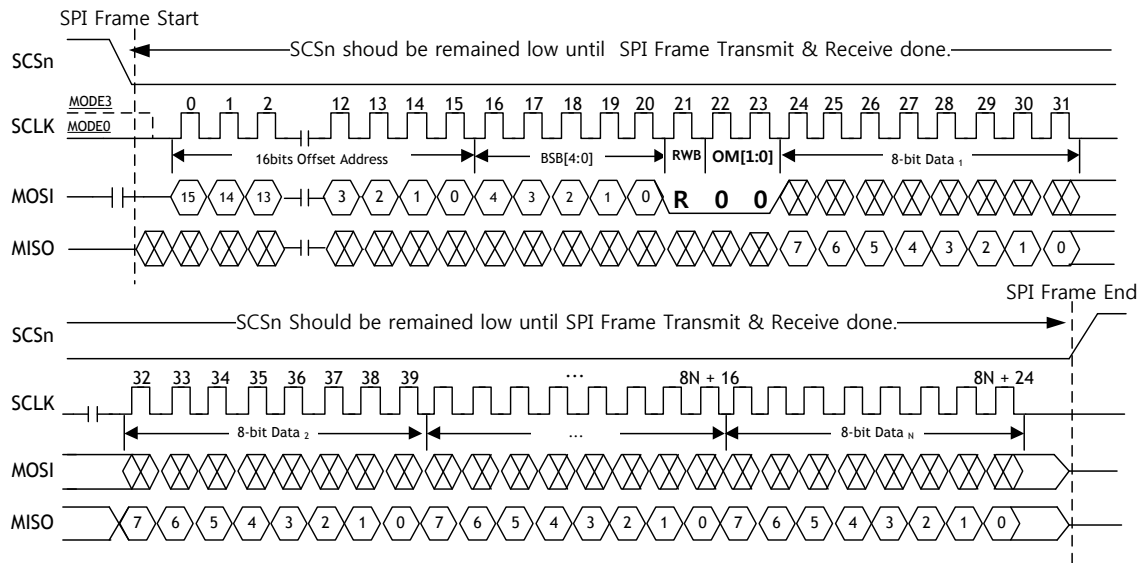 SPI Frame Start
SCSn shoud be remained low until SPI Frame Transmit & Receive done.
SCSn
MODE3
0 1 2 12 13 14 15 16 17 18 19 20 21 22 23 24 25 26 27 28 29 30 31
SCLK
MODE0
16bits Offset Address BSB[4:0] RWB OM[1:0] 8-bit Data 1
MOSI 15 14 13 3 2 1 0 4 3 2 1 0 R 0 0
MISO 7 6 5 4 3 2 1 0
SPI Frame End
SCSn Should be remained low until SPI Frame Transmit & Receive done.
SCSn
32 33 34 35 36 37 38 39 ... 8N + 16 8N + 24
SCLK
8-bit Data 2 ... 8-bit Data N
MOSI
MISO 7 6 5 4 3 2 1 0 7 6 5 4 3 2 1 0 7 6 5 4 3 2 1 0